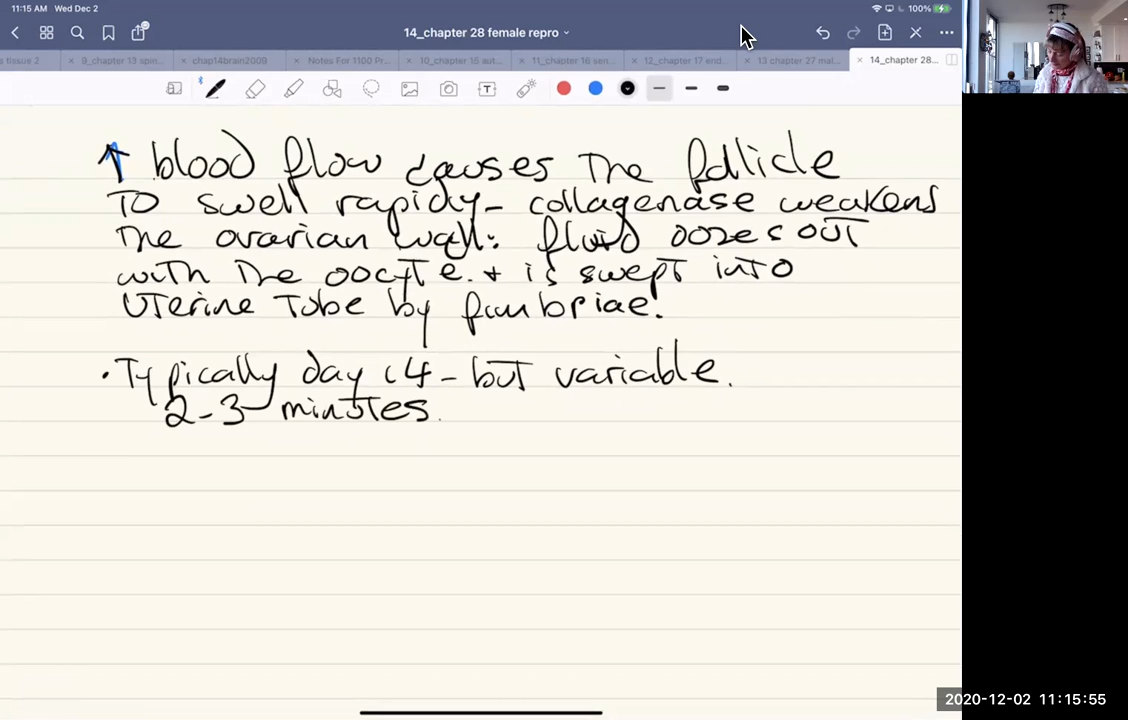 11:15 AM Wed Dec 2
100%
14_chapter 28 female repro
s tissue 2
9_chapter 13 spin...
chap14brain2009
Notes For 1100 Pr...
10_chapter 15 aut...
11_chapter 16 sen...
12_chapter 17 end...
13 chapter 27 mal...
14_chapter 28...
↑ blood flow causes The follicle
To swell rapidly - collagenase weakens
The ovarian wall: fluid oozes out
with The oocyte. + is swept into
Uterine Tube by fimbriae.
• Typically day 14 - but variable.
2-3 minutes.
2020-12-02 11:15:55